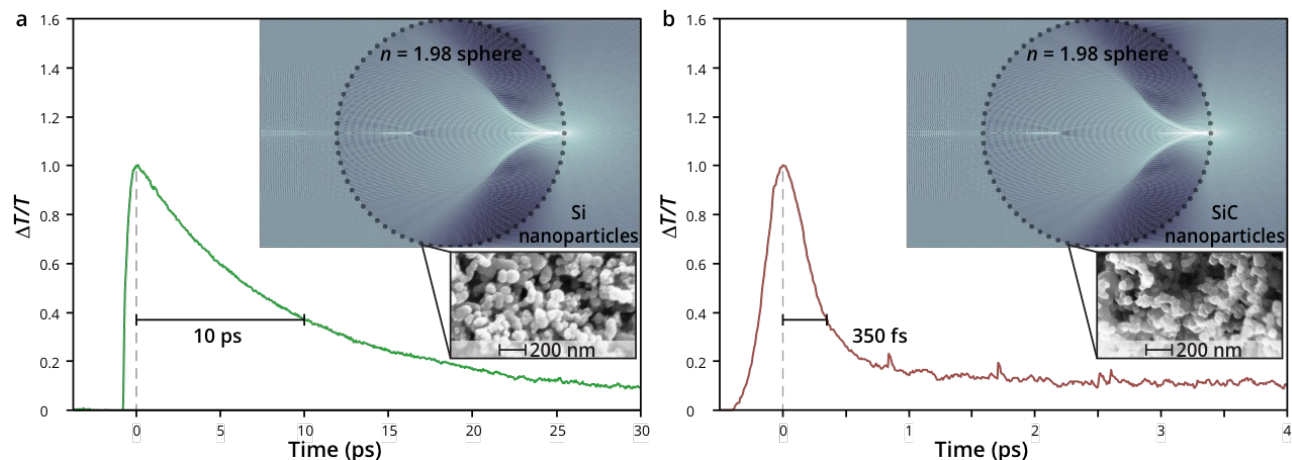 a
1.6
1.4
1.2
1.0
0.8
0.6
0.4
0.2
0
ΔT/T
n = 1.98 sphere
Si
nanoparticles
200 nm
10 ps
0
5
10
15
20
25
30
Time (ps)
b
1.6
1.4
1.2
1.0
0.8
0.6
0.4
0.2
0
ΔT/T
n = 1.98 sphere
SiC
nanoparticles
200 nm
350 fs
0
1
2
3
4
Time (ps)